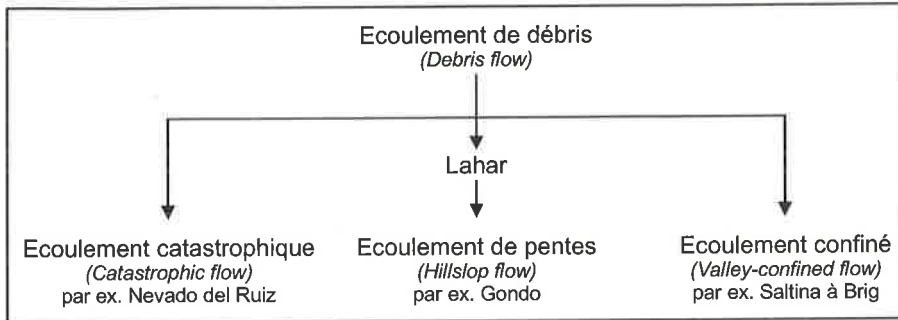 Ecoulement de débris
(Debris flow)
Lahar
Ecoulement catastrophique
(Catastrophic flow)
par ex. Nevado del Ruiz
Ecoulement de pentes
(Hillslop flow)
par ex. Gondo
Ecoulement confiné
(Valley-confined flow)
par ex. Saltina à Brig